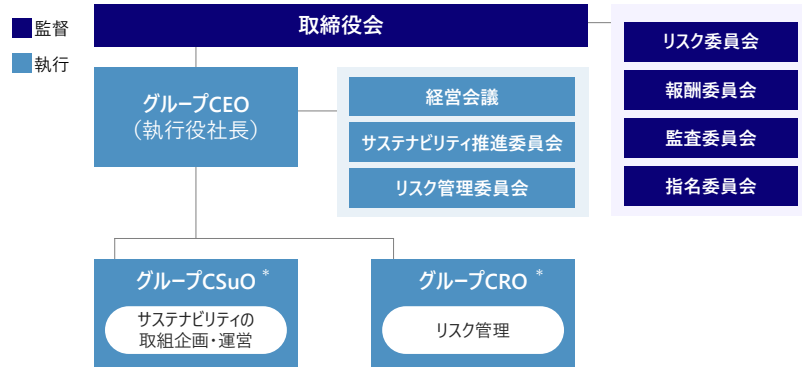 監督
執行
取締役会
リスク委員会
報酬委員会
監査委員会
指名委員会
グループCEO
（執行役社長）
経営会議
サステナビリティ推進委員会
リスク管理委員会
グループCSuO *
サステナビリティの
取組企画・運営
グループCRO *
リスク管理